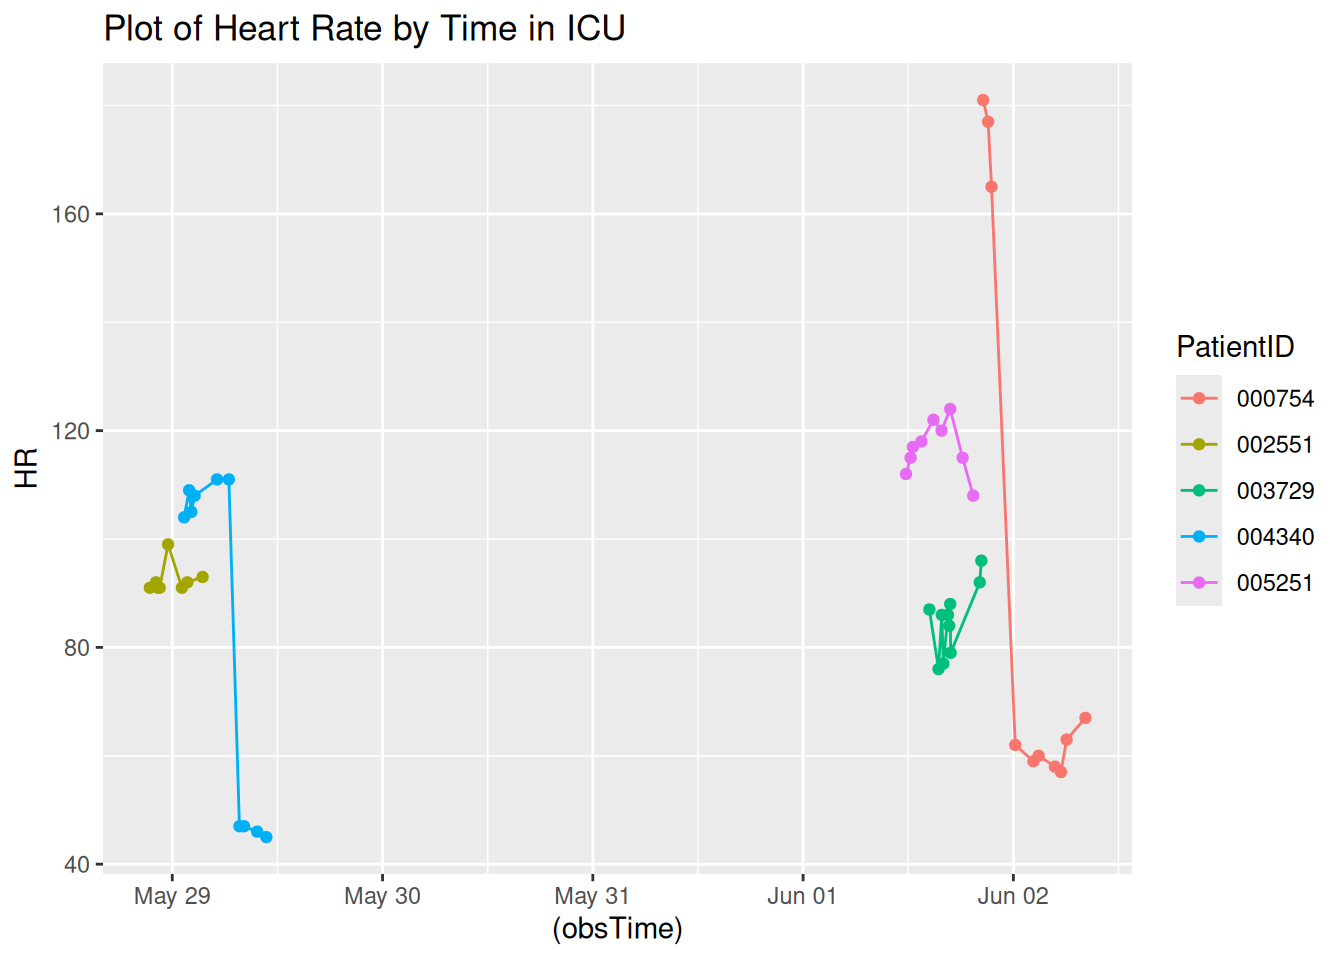 Plot of Heart Rate by Time in ICU
HR
160
120
80
40
May 29
May 30
May 31
Jun 01
Jun 02
(obsTime)
PatientID
000754
002551
003729
004340
005251